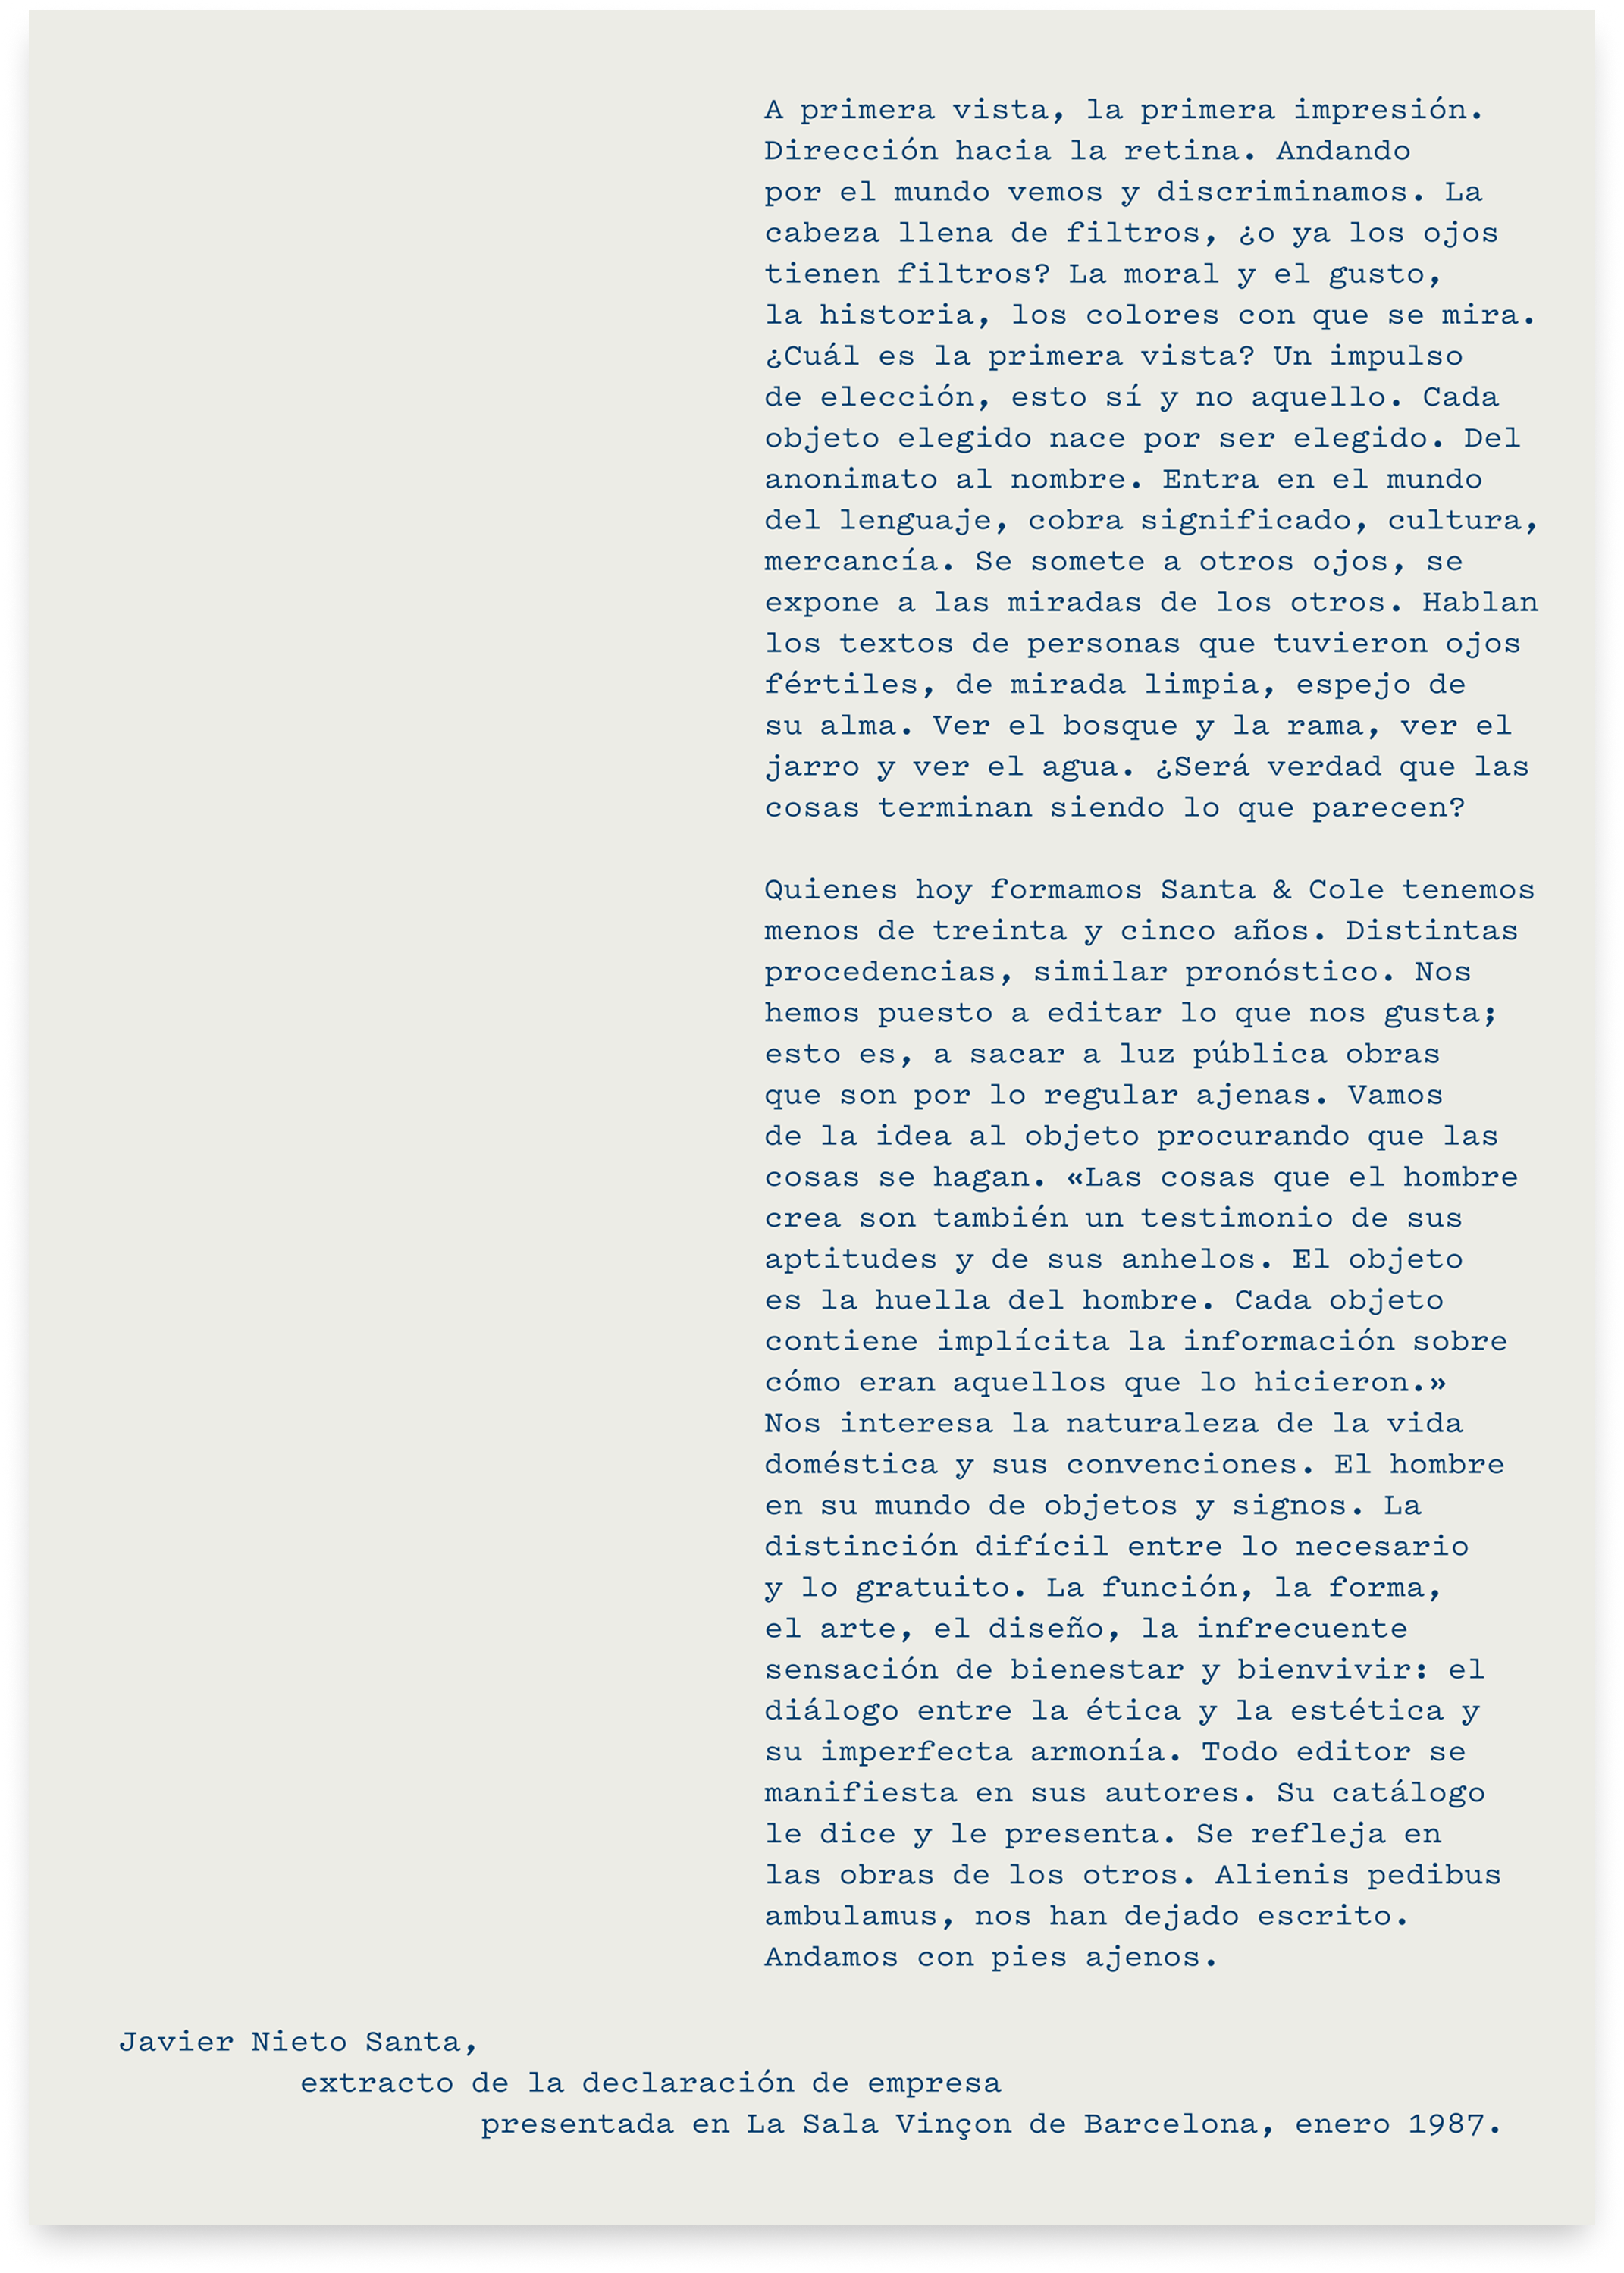 A primera vista, la primera impresión.
Dirección hacia la retina. Andando
por el mundo vemos y discriminamos. La
cabeza llena de filtros, ¿o ya los ojos
tienen filtros? La moral y el gusto,
la historia, los colores con que se mira.
¿Cuál es la primera vista? Un impulso
de elección, esto sí y no aquello. Cada
objeto elegido nace por ser elegido. Del
anonimato al nombre. Entra en el mundo
del lenguaje, cobra significado, cultura,
mercancía. Se somete a otros ojos, se
expone a las miradas de los otros. Hablan
los textos de personas que tuvieron ojos
fértiles, de mirada limpia, espejo de
su alma. Ver el bosque y la rama, ver el
jarro y ver el agua. ¿Será verdad que las
cosas terminan siendo lo que parecen?

Quienes hoy formamos Santa & Cole tenemos
menos de treinta y cinco años. Distintas
procedencias, similar pronóstico. Nos
hemos puesto a editar lo que nos gusta;
esto es, a sacar a luz pública obras
que son por lo regular ajenas. Vamos
de la idea al objeto procurando que las
cosas se hagan. «Las cosas que el hombre
crea son también un testimonio de sus
aptitudes y de sus anhelos. El objeto
es la huella del hombre. Cada objeto
contiene implícita la información sobre
cómo eran aquellos que lo hicieron.»
Nos interesa la naturaleza de la vida
doméstica y sus convenciones. El hombre
en su mundo de objetos y signos. La
distinción difícil entre lo necesario
y lo gratuito. La función, la forma,
el arte, el diseño, la infrecuente
sensación de bienestar y bienvivir: el
diálogo entre la ética y la estética y
su imperfecta armonía. Todo editor se
manifiesta en sus autores. Su catálogo
le dice y le presenta. Se refleja en
las obras de los otros. Alienis pedibus
ambulamus, nos han dejado escrito.
Andamos con pies ajenos.

Javier Nieto Santa,
extracto de la declaración de empresa
presentada en La Sala Vinçon de Barcelona, enero 1987.